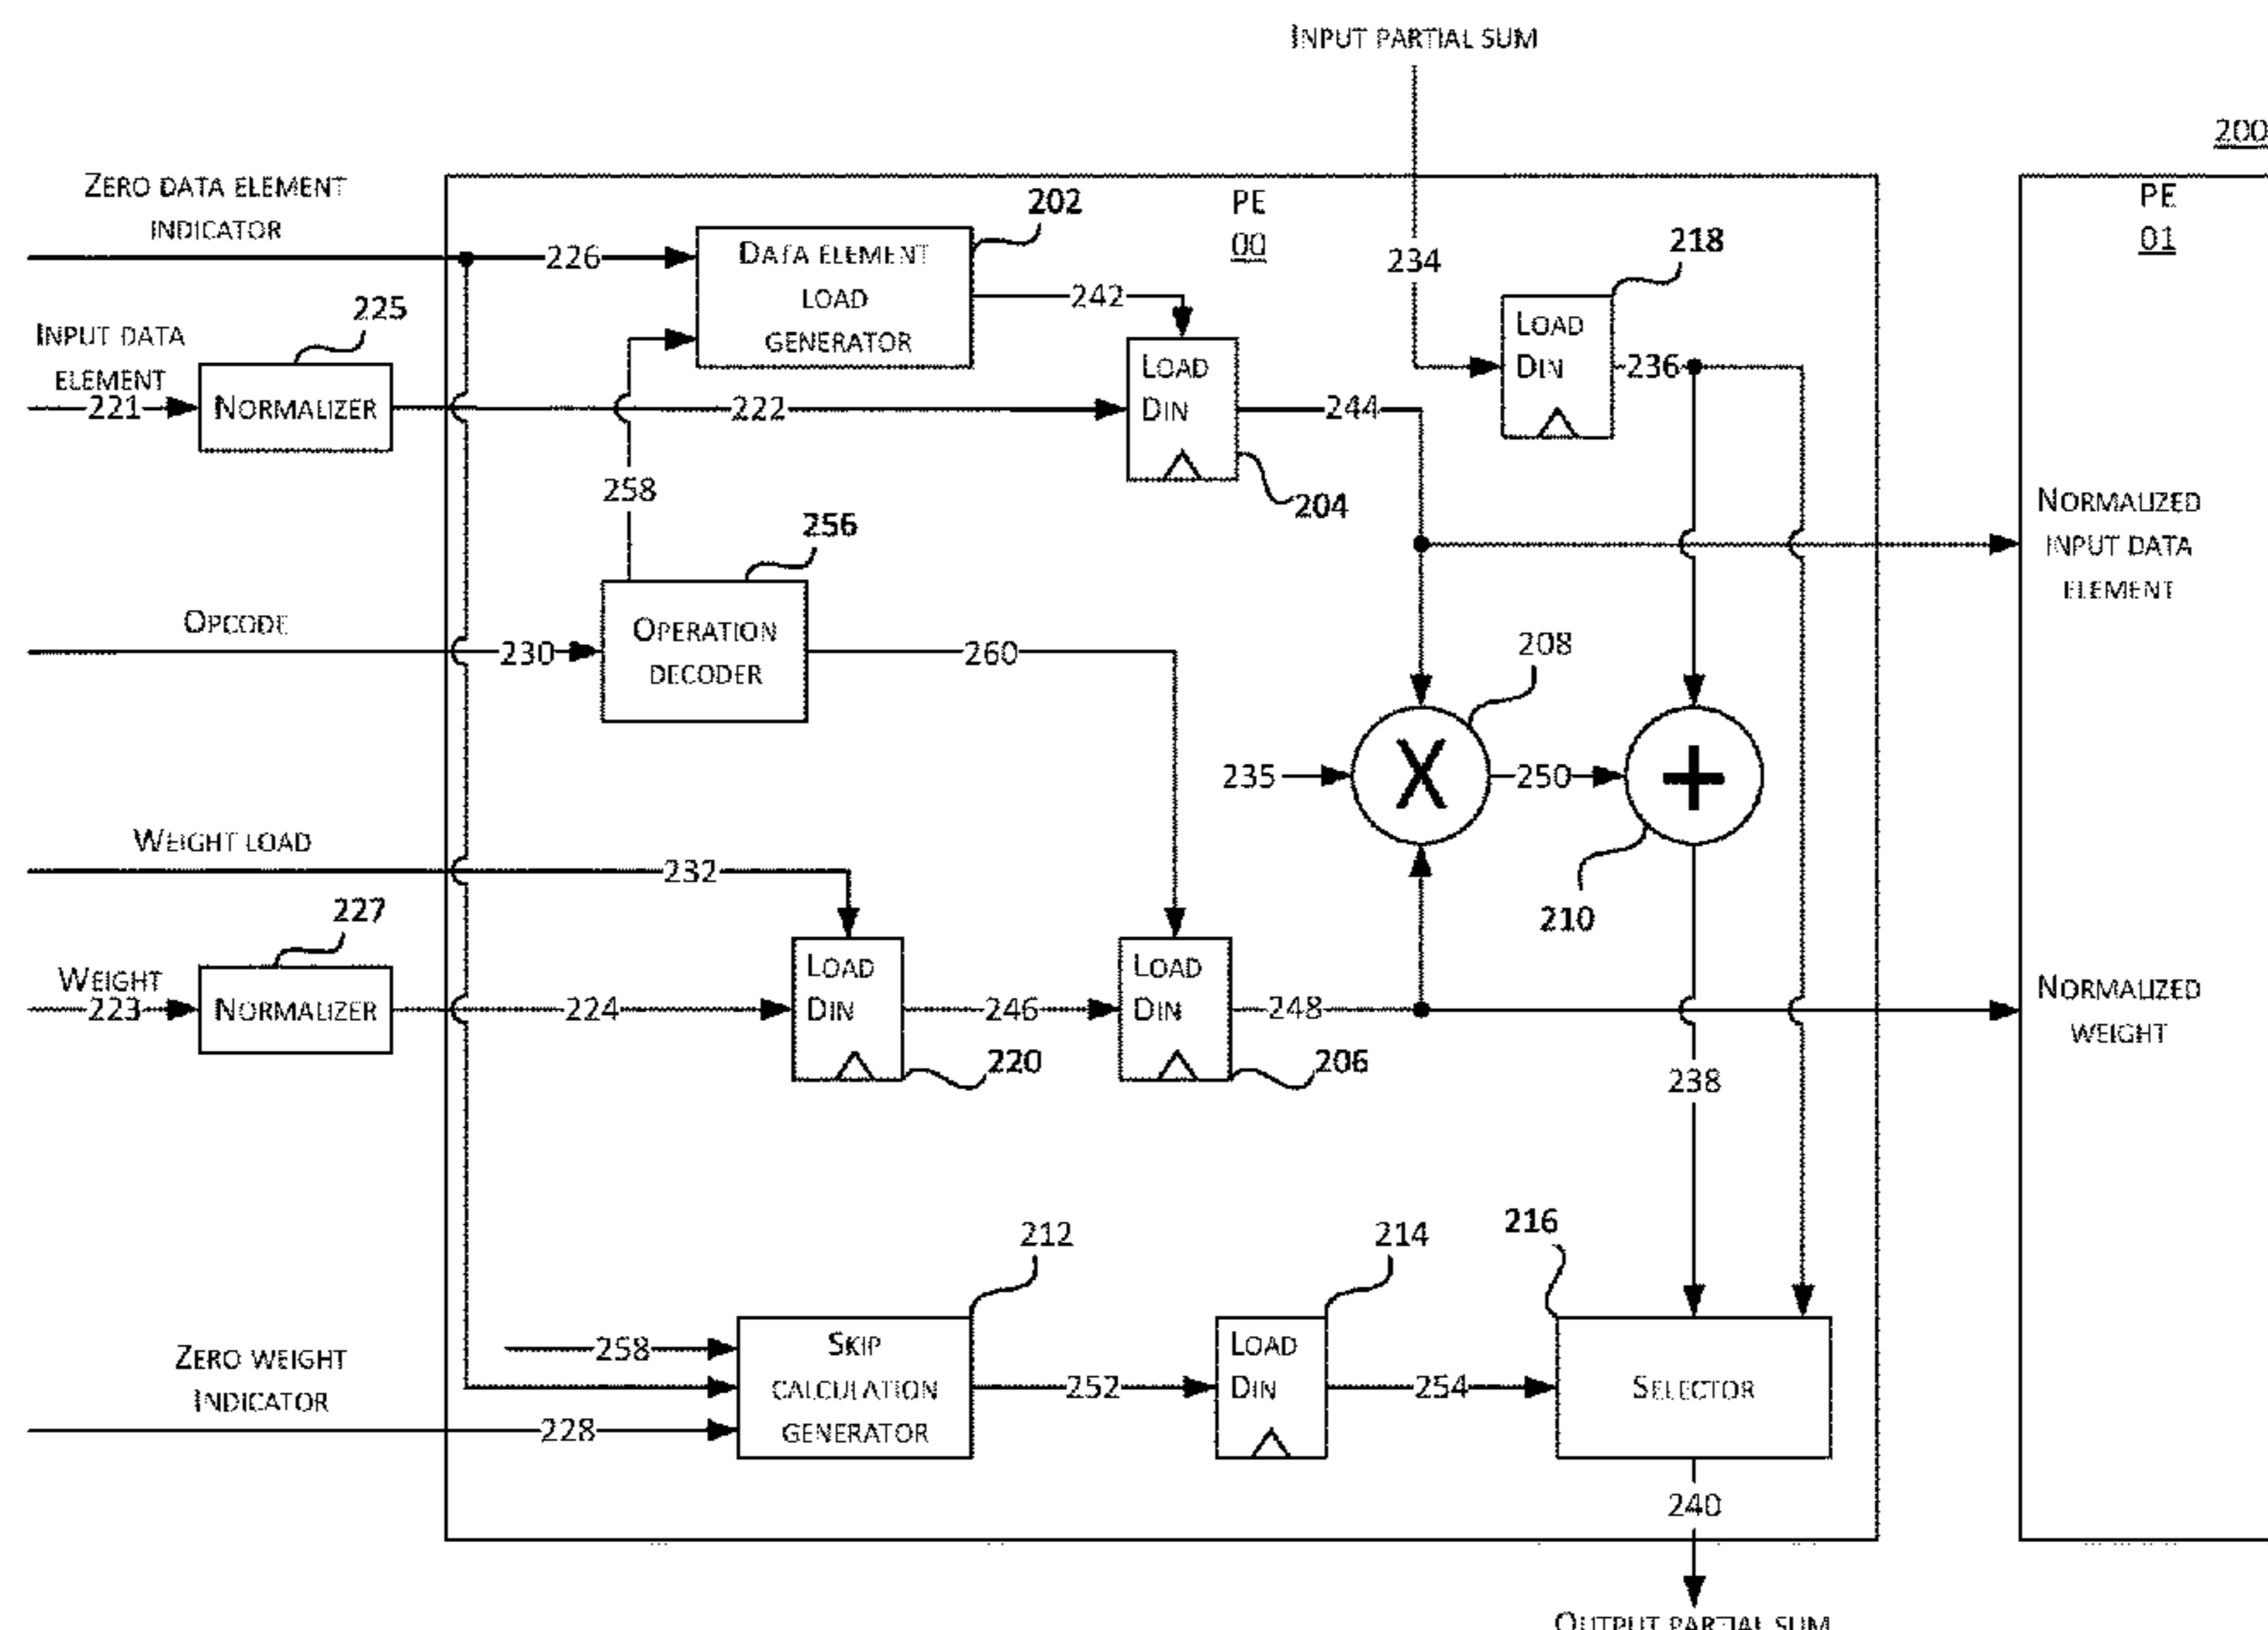 INPUT PARTIAL SUM
200
ZERO DATA ELEMENT
INDICATOR
226
DATA ELEMENT
LOAD
GENERATOR
202
PE
00
234
218
PE
01
242
INPUT DATA
ELEMENT
221
225
NORMALIZER
222
LOAD
DIN
204
244
LOAD
DIN
236
258
256
NORMALIZED
INPUT DATA
ELEMENT
OPCODE
230
OPERATION
DECODER
260
208
X
235
250
+
210
WEIGHT LOAD
232
227
WEIGHT
223
NORMALIZER
224
LOAD
DIN
220
246
LOAD
DIN
206
248
NORMALIZED
WEIGHT
238
212
214
216
258
SKIP
CALCULATION
GENERATOR
252
LOAD
DIN
254
SELECTOR
ZERO WEIGHT
INDICATOR
228
240
OUTPUT PARTIAL SUM